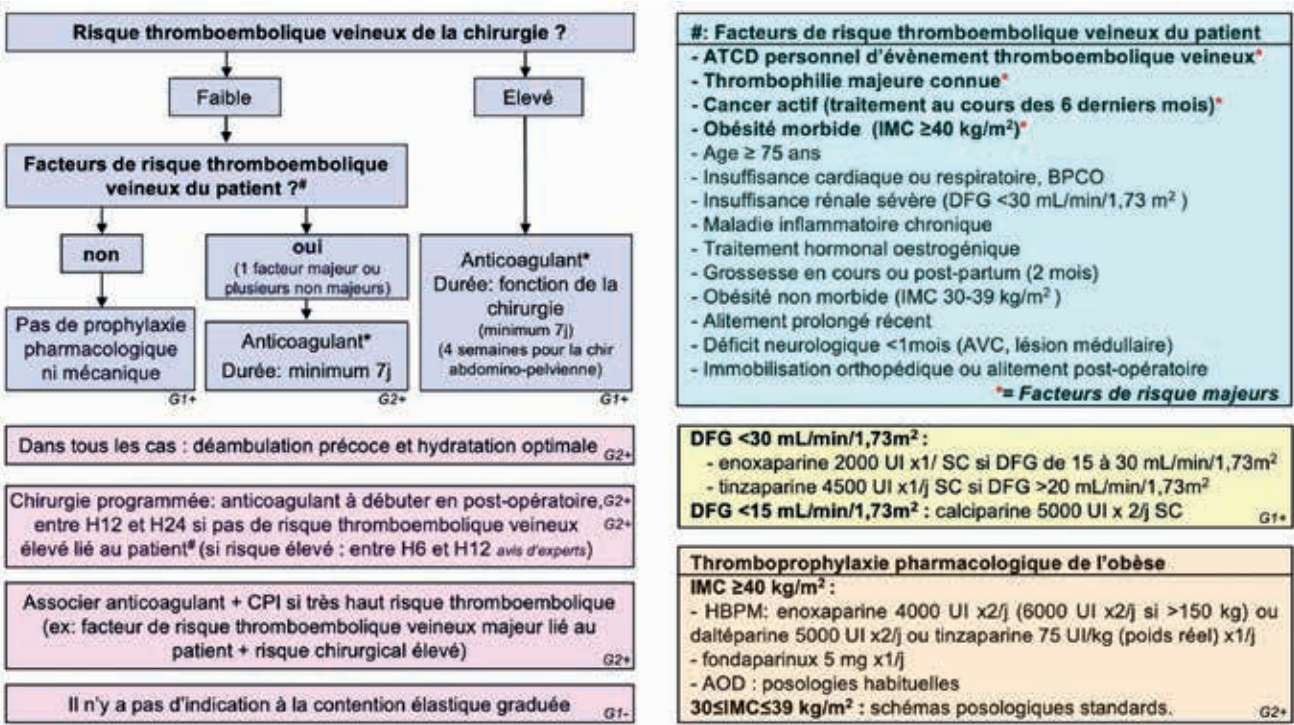 Risque thromboembolique veineux de la chirurgie ?
Faible
Elevé
Facteurs de risque thromboembolique
veineux du patient ?#
non
oui
(1 facteur majeur ou
plusieurs non majeurs)
Pas de prophylaxie
pharmacologique
ni mécanique
G1+
Anticoagulant*
Durée: minimum 7j
G2+
Anticoagulant*
Durée: fonction de la
chirurgie
(minimum 7j)
(4 semaines pour la chir
abdomino-pelvienne)
G1+
Dans tous les cas : déambulation précoce et hydratation optimale G2+
Chirurgie programmée: anticoagulant à débuter en post-opératoire, G2+
entre H12 et H24 si pas de risque thromboembolique veineux G2+
élevé lié au patient# (si risque élevé : entre H6 et H12 avis d'experts)
Associer anticoagulant + CPI si très haut risque thromboembolique
(ex: facteur de risque thromboembolique veineux majeur lié au
patient + risque chirurgical élevé) G2+
Il n'y a pas d'indication à la contention élastique graduée G1-
#: Facteurs de risque thromboembolique veineux du patient
- ATCD personnel d'évènement thromboembolique veineux*
- Thrombophilie majeure connue*
- Cancer actif (traitement au cours des 6 derniers mois)*
- Obésité morbide (IMC ≥40 kg/m²)*
- Age ≥ 75 ans
- Insuffisance cardiaque ou respiratoire, BPCO
- Insuffisance rénale sévère (DFG <30 mL/min/1,73 m² )
- Maladie inflammatoire chronique
- Traitement hormonal oestrogénique
- Grossesse en cours ou post-partum (2 mois)
- Obésité non morbide (IMC 30-39 kg/m² )
- Alitement prolongé récent
- Déficit neurologique <1mois (AVC, lésion médullaire)
- Immobilisation orthopédique ou alitement post-opératoire
*= Facteurs de risque majeurs
DFG <30 mL/min/1,73m² :
- enoxaparine 2000 UI x1/ SC si DFG de 15 à 30 mL/min/1,73m²
- tinzaparine 4500 UI x1/j SC si DFG >20 mL/min/1,73m²
DFG <15 mL/min/1,73m² : calciparine 5000 UI x 2/j SC G1+
Thromboprophylaxie pharmacologique de l'obèse
IMC ≥40 kg/m² :
- HBPM: enoxaparine 4000 UI x2/j (6000 UI x2/j si >150 kg) ou
daltéparine 5000 UI x2/j ou tinzaparine 75 UI/kg (poids réel) x1/j
- fondaparinux 5 mg x1/j
- AOD : posologies habituelles
30≤IMC≤39 kg/m² : schémas posologiques standards. G2+